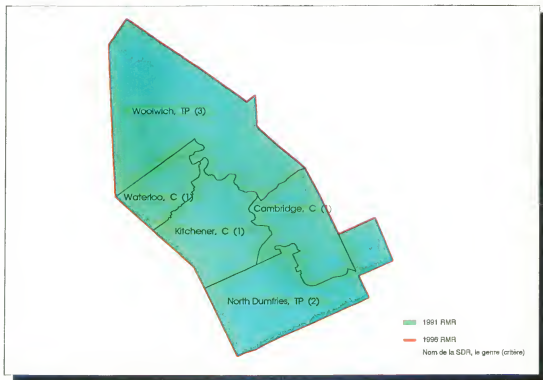 Woolwich, TP (3)
Waterloo, C (1)
Cambridge, C (1)
Kitchener, C (1)
North Dumfries, TP (2)
1991 RMR
1996 RMR
Nom de la SDR, le genre (critère)